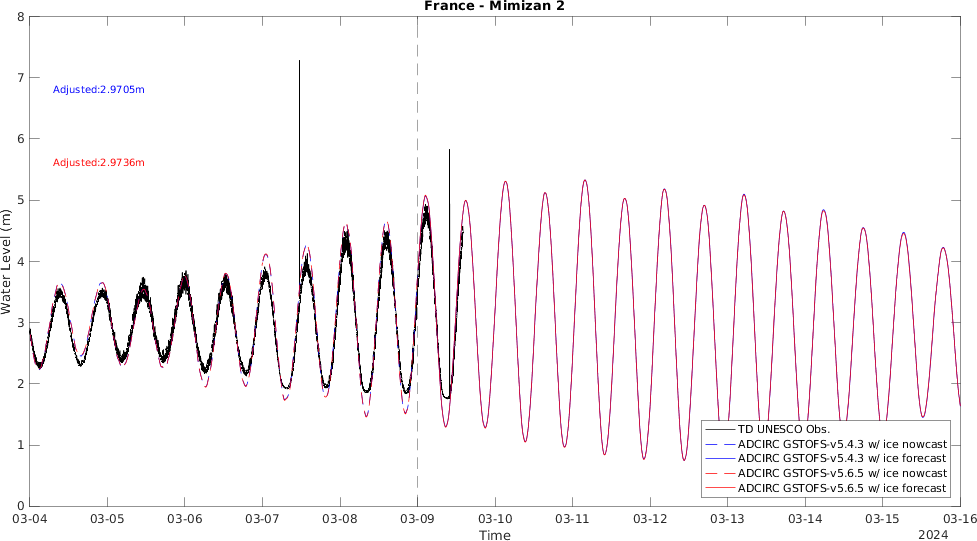 France - Mimizan 2
8
7
6
5
4
3
2
1
0
Water Level (m)
Adjusted:2.9705m
Adjusted:2.9736m
TD UNESCO Obs.
ADCIRC GSTOFS-v5.4.3 w/ ice nowcast
ADCIRC GSTOFS-v5.4.3 w/ ice forecast
ADCIRC GSTOFS-v5.6.5 w/ ice nowcast
ADCIRC GSTOFS-v5.6.5 w/ ice forecast
03-04 03-05 03-06 03-07 03-08 03-09 03-10 03-11 03-12 03-13 03-14 03-15 03-16
Time
2024